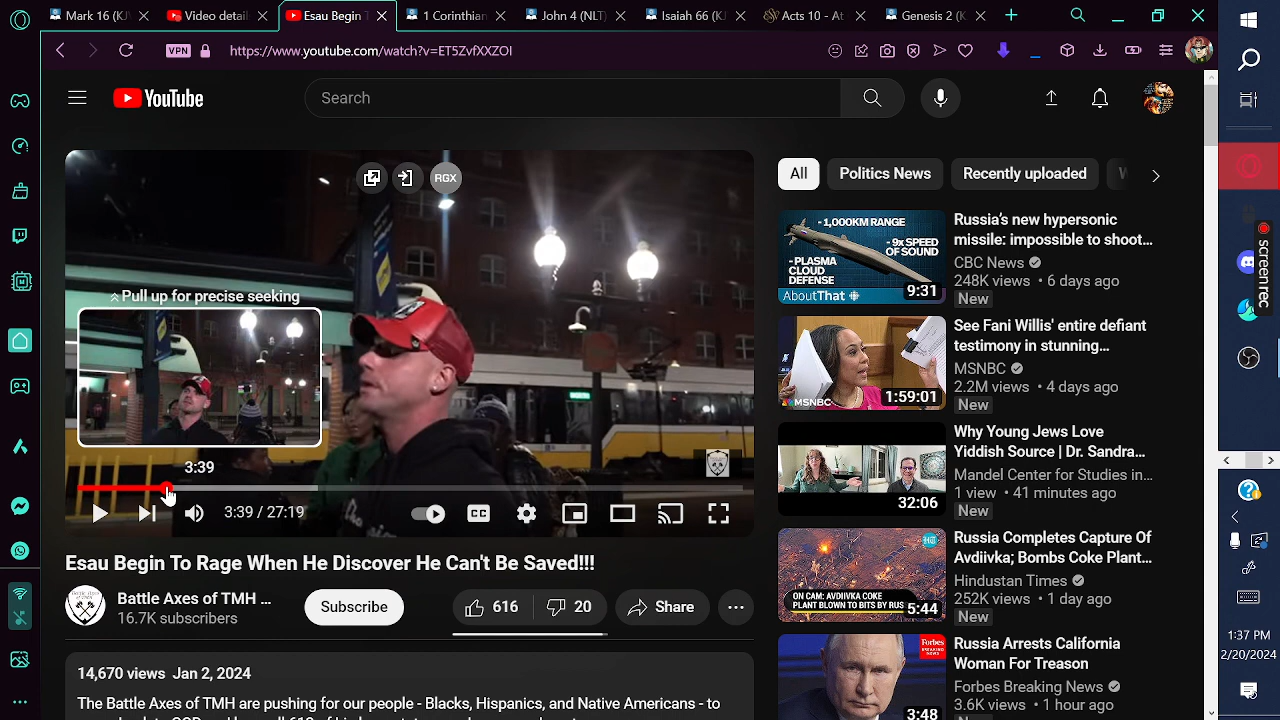 Mark 16 (KJV
Video detail
Esau Begin T
1 Corinthian
John 4 (NLT)
Isaiah 66 (KJ
Acts 10 - At
Genesis 2 (K
VPN
https://www.youtube.com/watch?v=ET5ZvfXXZOI
YouTube
Search
RGX
Pull up for precise seeking
3:39
3:39 / 27:19
CC
Esau Begin To Rage When He Discover He Can't Be Saved!!!
Battle Axes of TMH ...
16.7K subscribers
Subscribe
616
20
Share
14,670 views Jan 2, 2024
The Battle Axes of TMH are pushing for our people - Blacks, Hispanics, and Native Americans - to
All
Politics News
Recently uploaded
- 1,000KM RANGE
- 9x SPEED
OF SOUND
- PLASMA
CLOUD
DEFENSE
AboutThat
9:31
Russia's new hypersonic
missile: impossible to shoot...
CBC News
248K views • 6 days ago
New
MSNBC
1:59:01
See Fani Willis' entire defiant
testimony in stunning...
MSNBC
2.2M views • 4 days ago
New
32:06
Why Young Jews Love
Yiddish Source | Dr. Sandra...
Mandel Center for Studies in...
1 view • 41 minutes ago
New
ht
ON CAM: AVDIIVKA COKE
PLANT BLOWN TO BITS BY RUS
5:44
Russia Completes Capture Of
Avdiivka; Bombs Coke Plant...
Hindustan Times
252K views • 1 day ago
New
Forbes
BREAKING
NEWS
3:48
Russia Arrests California
Woman For Treason
Forbes Breaking News
3.6K views • 1 hour ago
New
screenrec
1:37 PM
2/20/2024